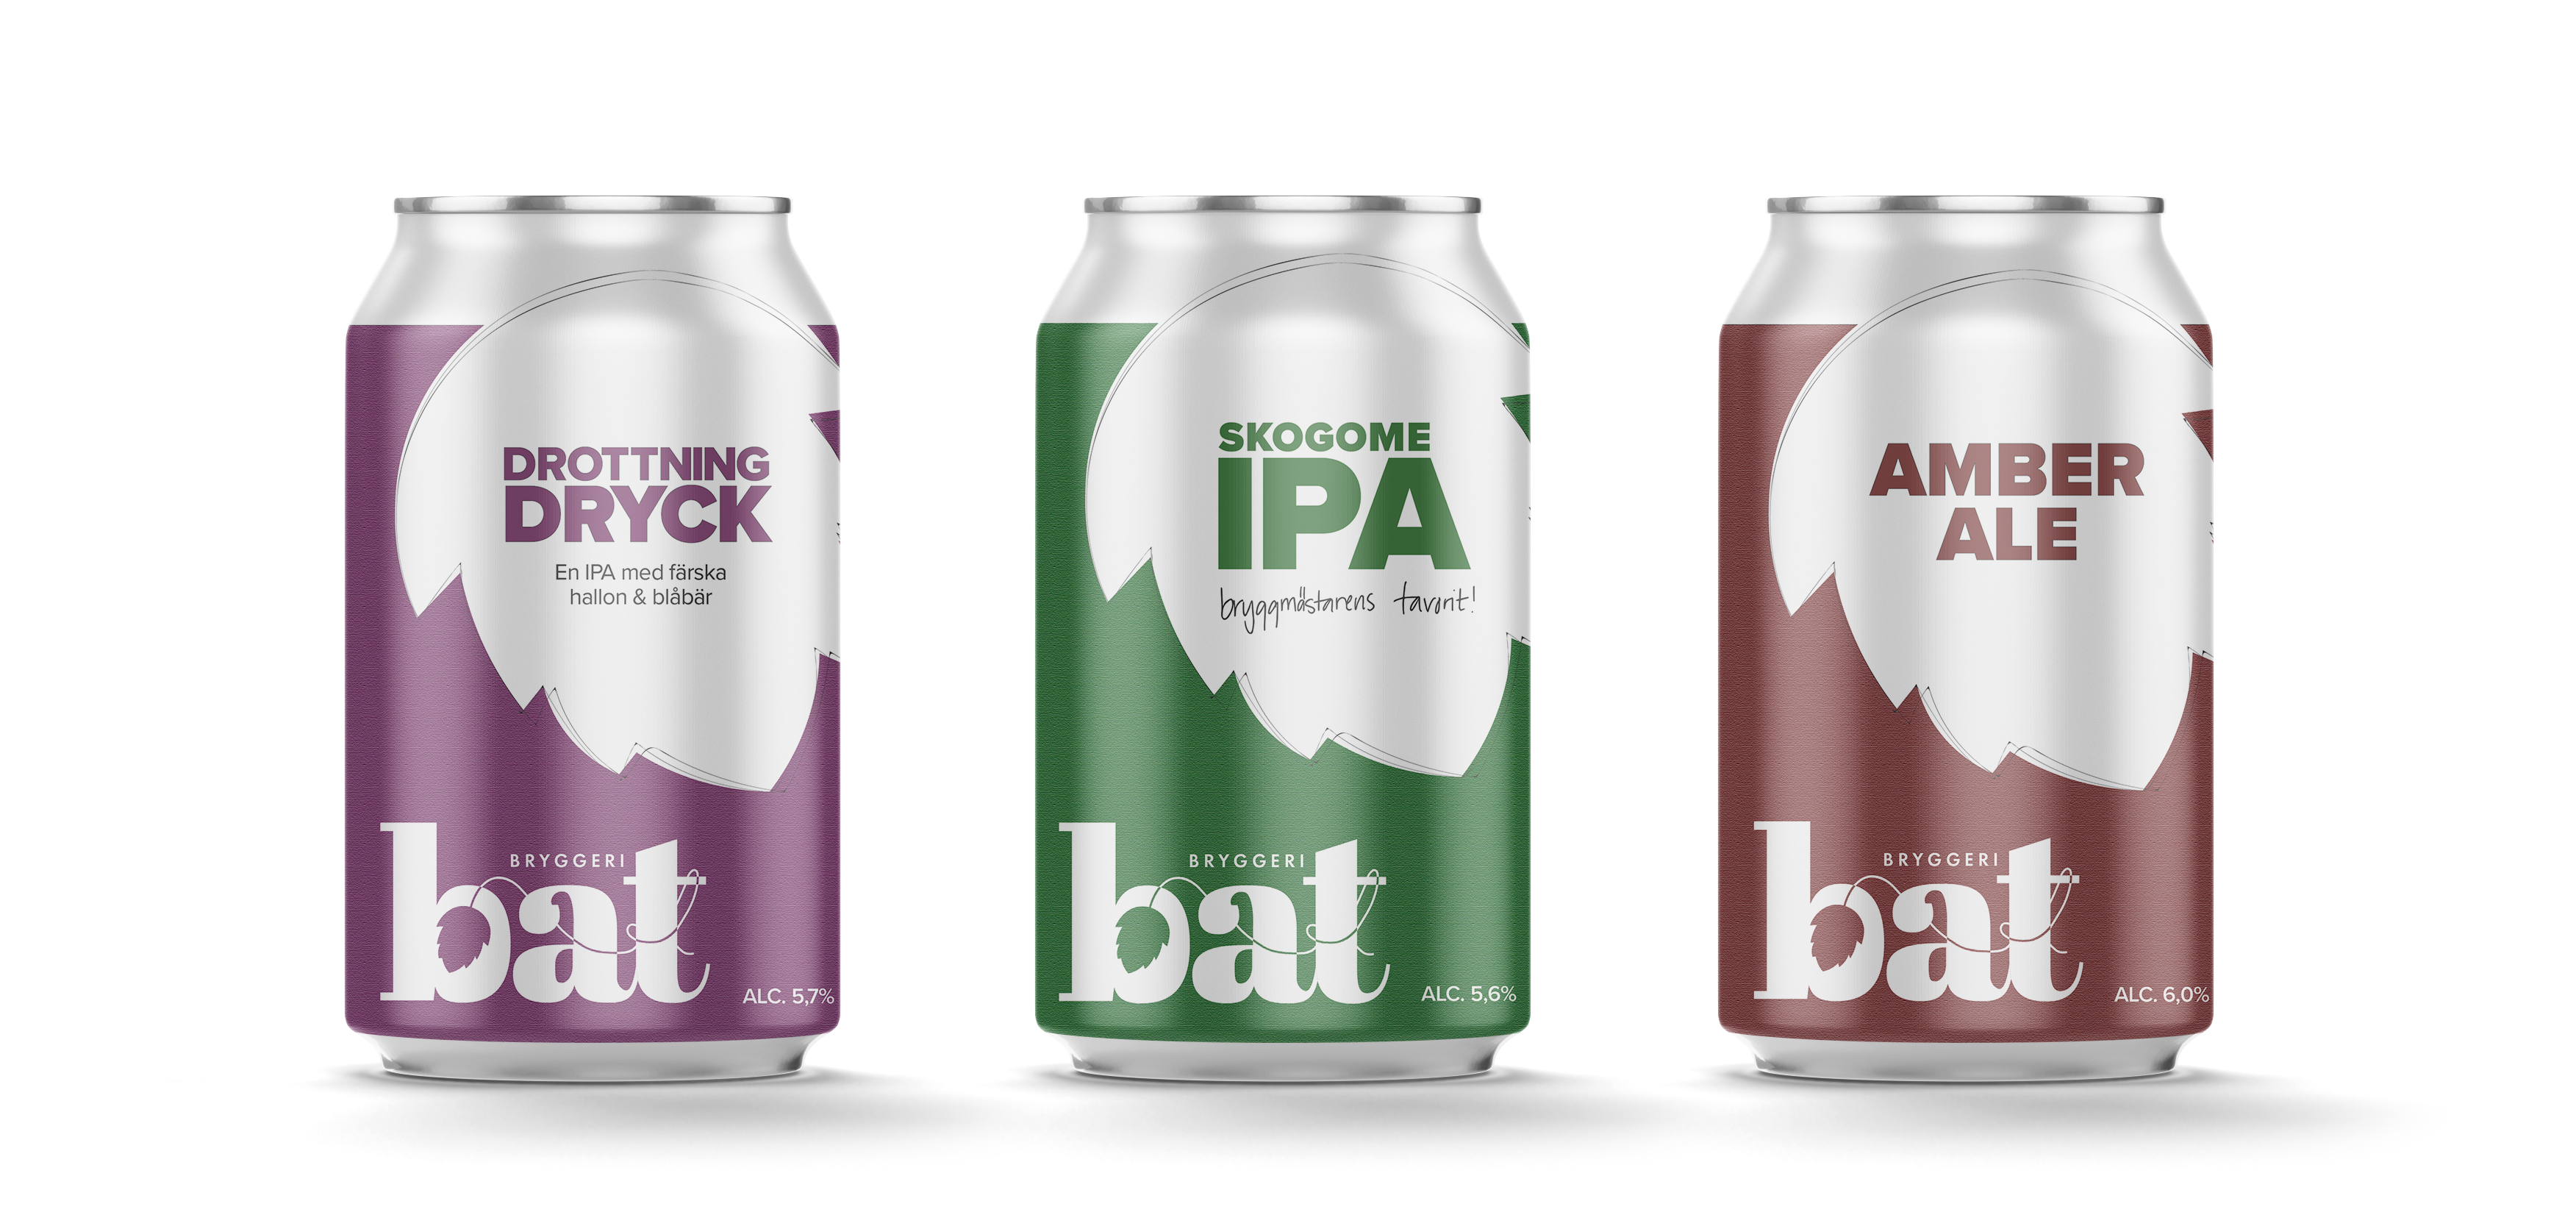 DROTTNING
DRYCK
En IPA med färska
hallon & blåbär
BRYGGERI
bat
ALC. 5,7%
SKOGOME
IPA
bryggmästarens favorit!
BRYGGERI
bat
ALC. 5,6%
AMBER
ALE
BRYGGERI
bat
ALC. 6,0%